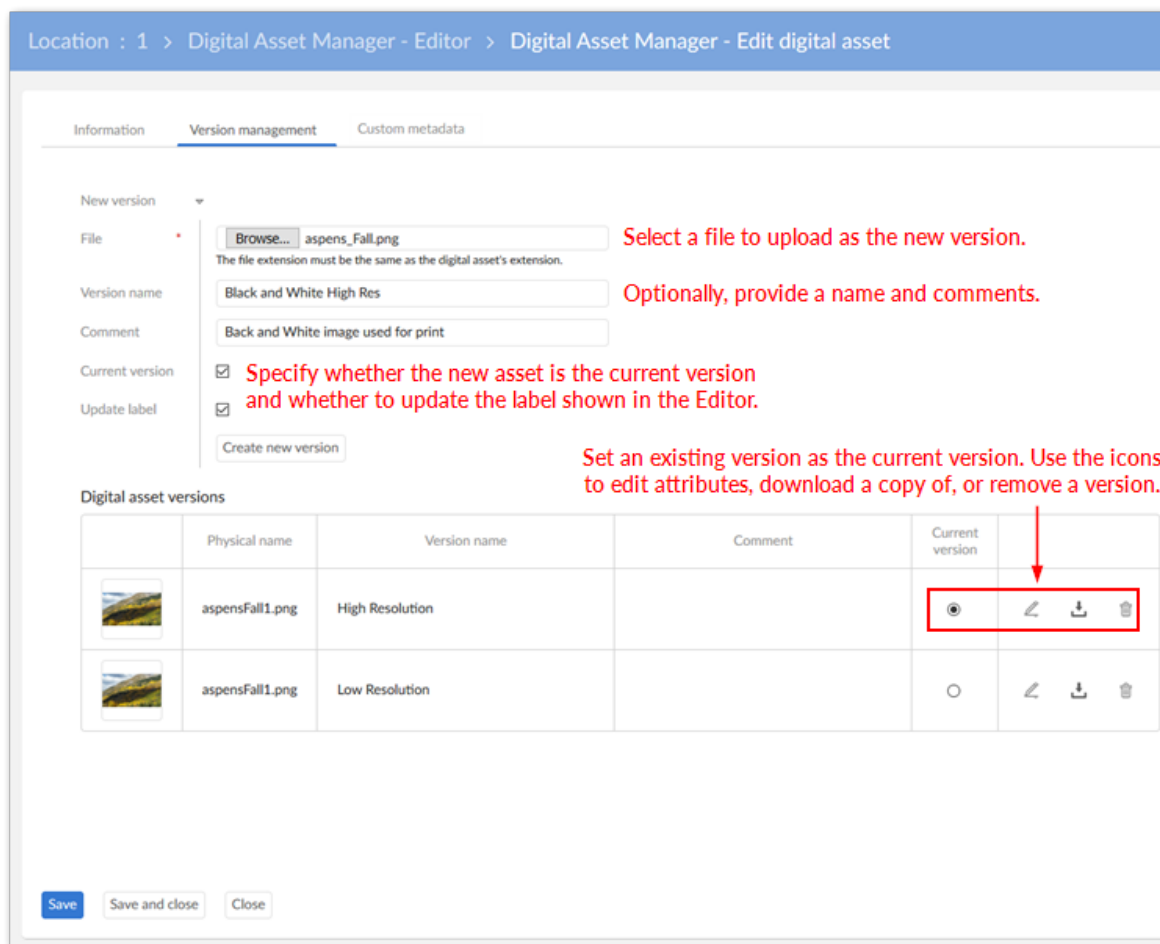 Location : 1 > Digital Asset Manager - Editor > Digital Asset Manager - Edit digital asset
Information Version management Custom metadata
New version
File * Browse... aspens_Fall.png Select a file to upload as the new version.
The file extension must be the same as the digital asset's extension.
Version name Black and White High Res Optionally, provide a name and comments.
Comment Back and White image used for print
Current version Specify whether the new asset is the current version
Update label and whether to update the label shown in the Editor.
Create new version
Set an existing version as the current version. Use the icons
to edit attributes, download a copy of, or remove a version.
Digital asset versions
Physical name Version name Comment Current version
aspensFall1.png High Resolution
aspensFall1.png Low Resolution
Save Save and close Close